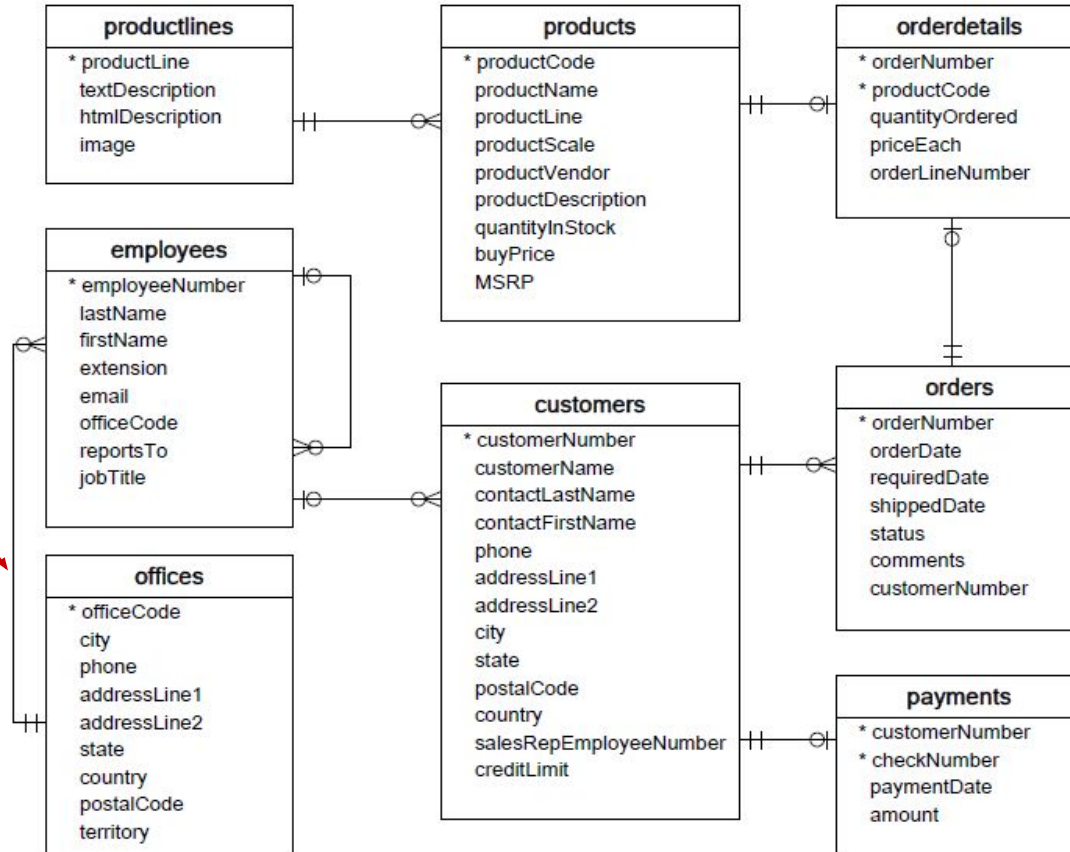 productlines
* productLine
textDescription
htmlDescription
image
products
* productCode
productName
productLine
productScale
productVendor
productDescription
quantityInStock
buyPrice
MSRP
orderdetails
* orderNumber
* productCode
quantityOrdered
priceEach
orderLineNumber
employees
* employeeNumber
lastName
firstName
extension
email
officeCode
reportsTo
jobTitle
customers
* customerNumber
customerName
contactLastName
contactFirstName
phone
addressLine1
addressLine2
city
state
postalCode
country
salesRepEmployeeNumber
creditLimit
orders
* orderNumber
orderDate
requiredDate
shippedDate
status
comments
customerNumber
offices
* officeCode
city
phone
addressLine1
addressLine2
state
country
postalCode
territory
payments
* customerNumber
* checkNumber
paymentDate
amount